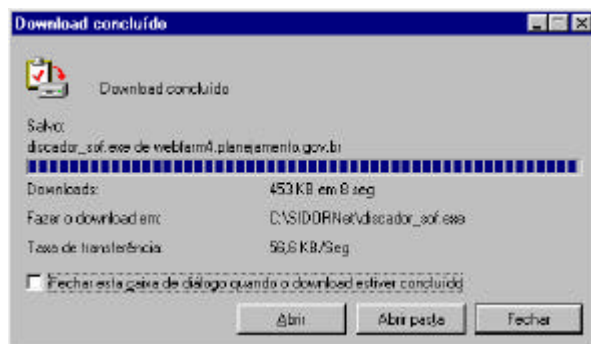 Download concluído
Download concluído
Salvo:
discador_sof.exe de webfarm4.planejamento.gov.br
Downloads: 453 KB em 8 seg
Fazer o download em: C:\SIDORNet\discador_sof.exe
Taxa de transferência: 56,6 KB/Seg
Fechar esta caixa de diálogo quando o download estiver concluído
Abrir Abrir pasta Fechar